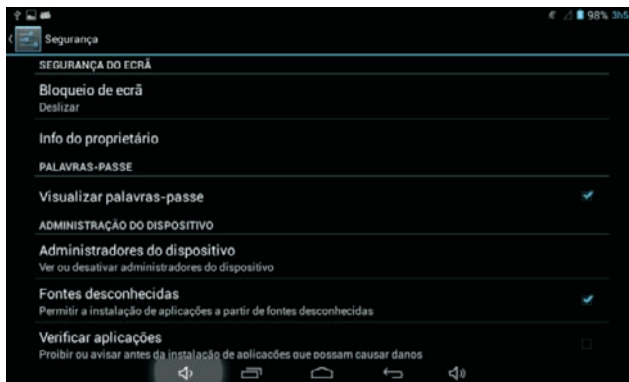 98% 3h5
Segurança
SEGURANÇA DO ECRÃ
Bloqueio de ecrã
Deslizar
Info do proprietário
PALAVRAS-PASSE
Visualizar palavras-passe
ADMINISTRAÇÃO DO DISPOSITIVO
Administradores do dispositivo
Ver ou desativar administradores do dispositivo
Fontes desconhecidas
Permitir a instalação de aplicações a partir de fontes desconhecidas
Verificar aplicações
Proibir ou avisar antes da instalação de aplicações que possam causar danos